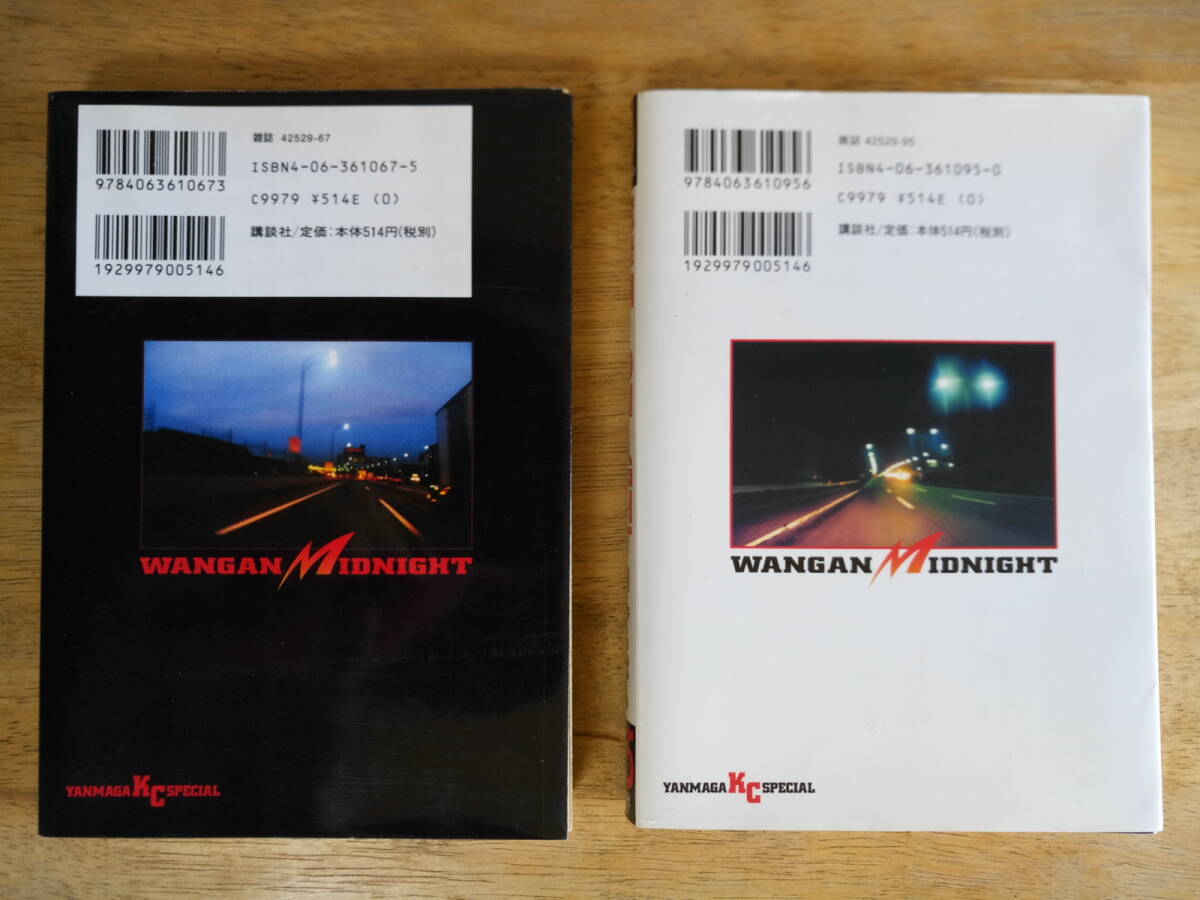 雑誌 42529-67
ISBN4-06-361067-5
9784063610673
C9979 ¥514E (0)
講談社/定価:本体514円(税別)
1929979005146
WANGAN MIDNIGHT
YANMAGA KC SPECIAL
雑誌 42529-95
ISBN4-06-361095-0
9784063610956
C9979 ¥514E (0)
講談社/定価:本体514円(税別)
1929979005146
WANGAN MIDNIGHT
YANMAGA KC SPECIAL